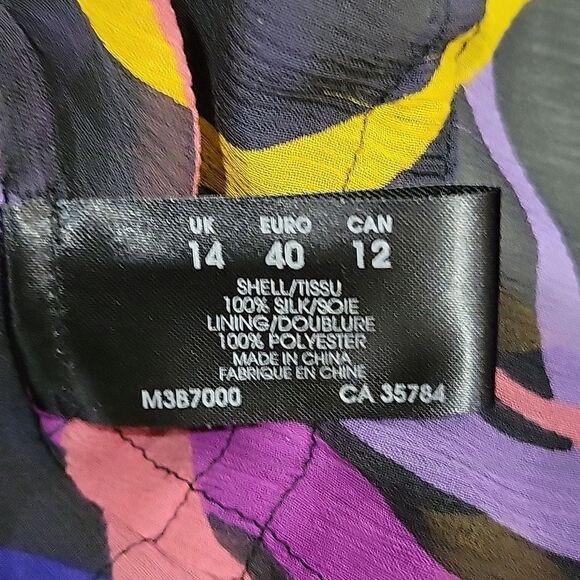 UK EURO CAN
14 40 12
SHELL/TISSU
100% SILK/SOIE
LINING/DOUBLURE
100% POLYESTER
MADE IN CHINA
FABRIQUE EN CHINE
M3B7000 CA 35784